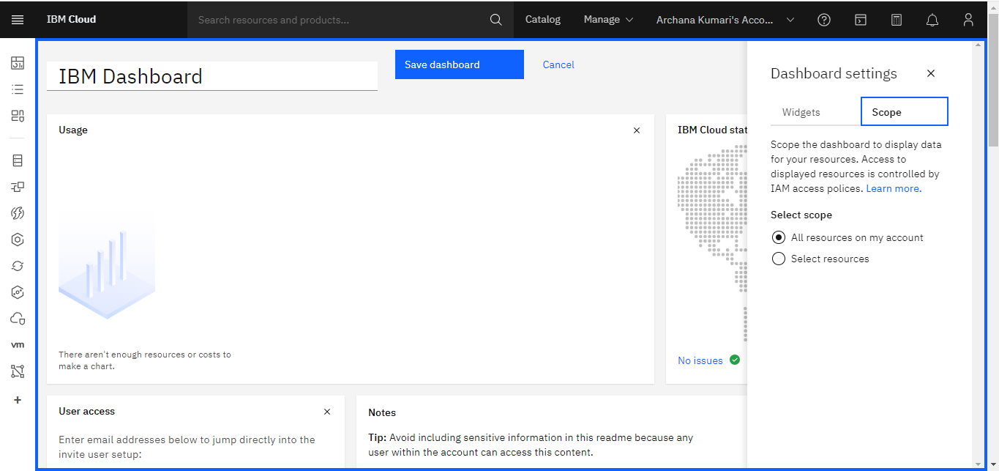 IBM Cloud
Search resources and products...
Catalog
Manage
Archana Kumari's Acco...
IBM Dashboard
Save dashboard
Cancel
Usage
There aren't enough resources or costs to
make a chart.
IBM Cloud stat
No issues
User access
Enter email addresses below to jump directly into the
invite user setup:
Notes
Tip: Avoid including sensitive information in this readme because any
user within the account can access this content.
Dashboard settings
Widgets
Scope
Scope the dashboard to display data
for your resources. Access to
displayed resources is controlled by
IAM access polices. Learn more.
Select scope
All resources on my account
Select resources
vm